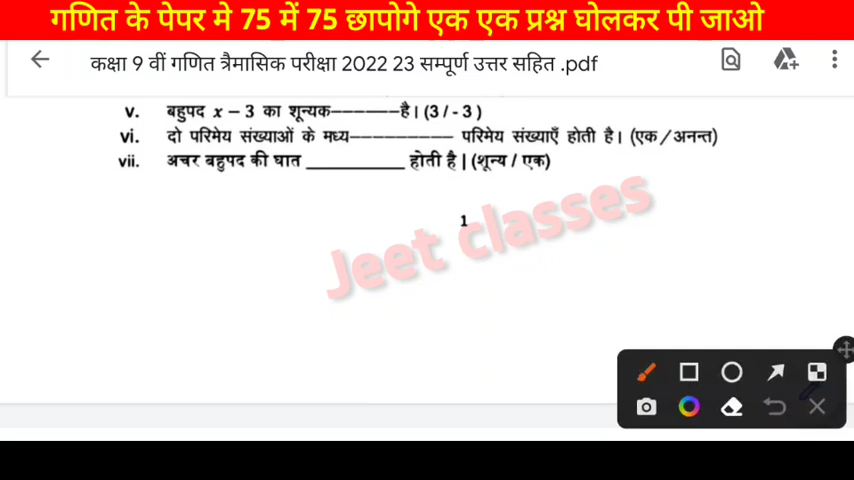 गणित के पेपर मे 75 में 75 छापोगे एक एक प्रश्न घोलकर पी जाओ
कक्षा 9 वीं गणित त्रैमासिक परीक्षा 2022 23 सम्पूर्ण उत्तर सहित .pdf
v. बहुपद x – 3 का शून्यक––––––है। (3 / - 3 )
vi. दो परिमेय संख्याओं के मध्य––––––––– परिमेय संख्याएँ होती है। (एक / अनन्त)
vii. अचर बहुपद की घात __________ होती है | (शून्य / एक)
1
Jeet classes